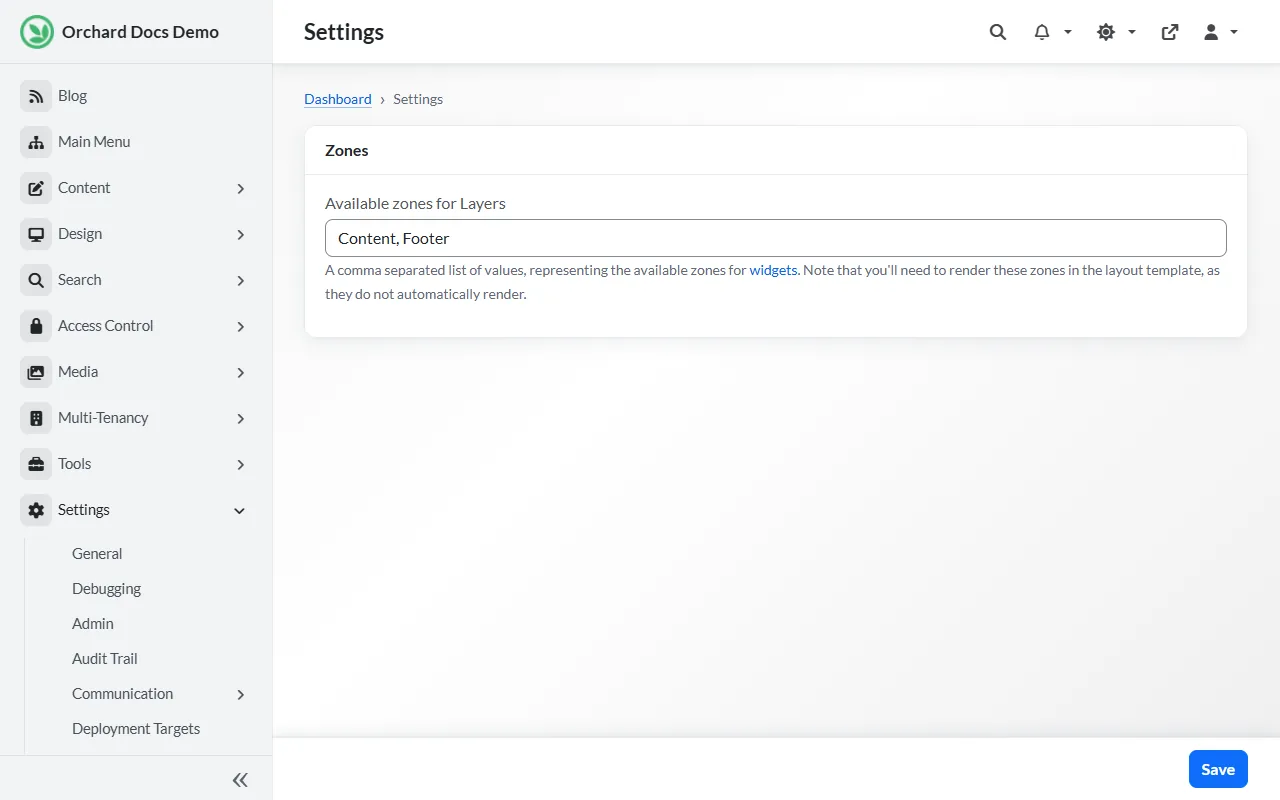 Orchard Docs Demo
Settings
Blog
Main Menu
Content
Design
Search
Access Control
Media
Multi-Tenancy
Tools
Settings
General
Debugging
Admin
Audit Trail
Communication
Deployment Targets
Dashboard › Settings
Zones
Available zones for Layers
Content, Footer
A comma separated list of values, representing the available zones for widgets. Note that you'll need to render these zones in the layout template, as
they do not automatically render.
Save